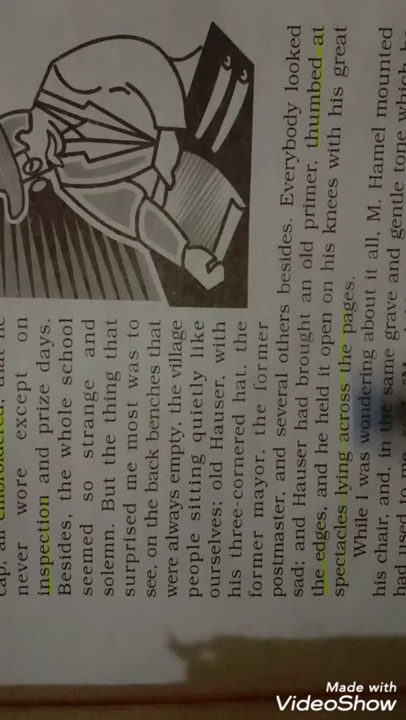 cap, all embroidered, that he
never wore except on
inspection and prize days.
Besides, the whole school
seemed so strange and
solemn. But the thing that
surprised me most was to
see, on the back benches that
were always empty, the village
people sitting quietly like
ourselves; old Hauser, with
his three-cornered hat, the
former mayor, the former
postmaster, and several others besides. Everybody looked
sad; and Hauser had brought an old primer, thumbed at
the edges, and he held it open on his knees with his great
spectacles lying across the pages.
While I was wondering about it all, M. Hamel mounted
his chair, and, in the same grave and gentle tone which he
had used to me
Made with
VideoShow